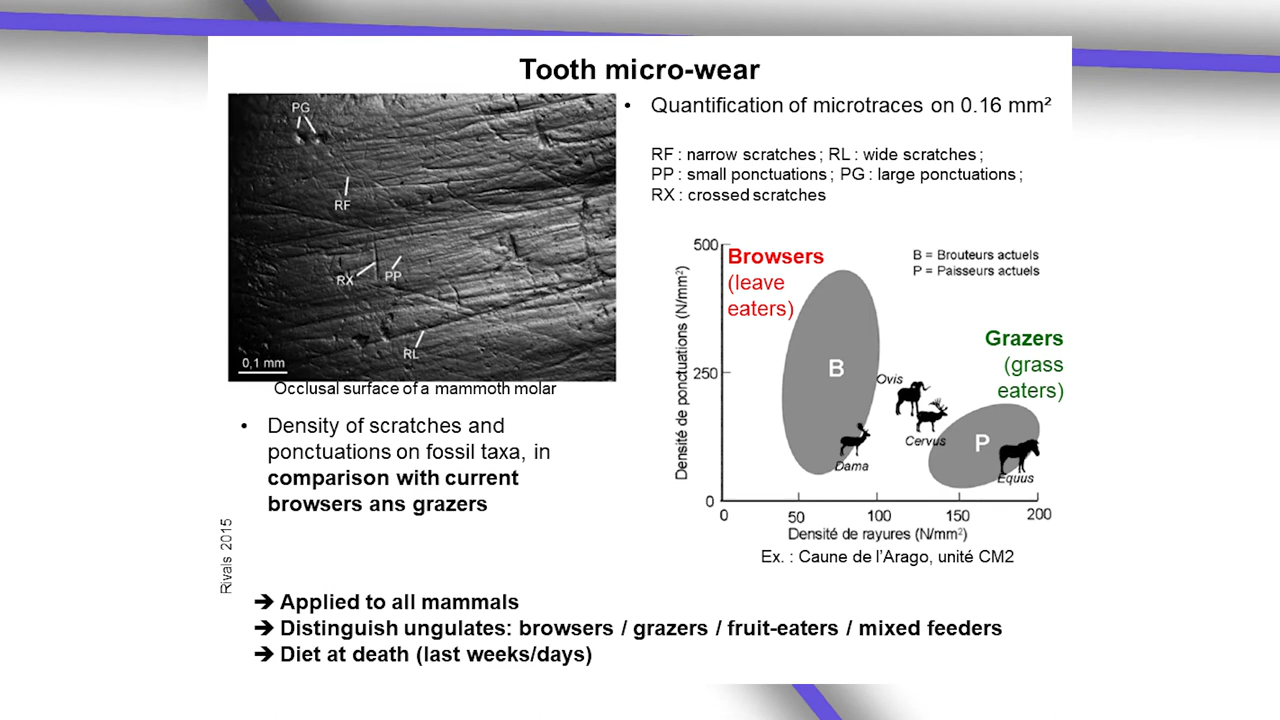 Tooth micro-wear
PG
RF
RX
PP
RL
0,1 mm
Occlusal surface of a mammoth molar
• Density of scratches and
ponctuations on fossil taxa, in
comparison with current
browsers ans grazers
Rivals 2015
• Quantification of microtraces on 0.16 mm²
RF : narrow scratches ; RL : wide scratches ;
PP : small ponctuations ; PG : large ponctuations ;
RX : crossed scratches
Browsers
(leave
eaters)
B = Brouteurs actuels
P = Paisseurs actuels
Grazers
(grass
eaters)
Densité de ponctuations (N/mm²)
500
250
0
B
Ovis
Cervus
Dama
P
Equus
0 50 100 150 200
Densité de rayures (N/mm²)
Ex. : Caune de l’Arago, unité CM2
➔ Applied to all mammals
➔ Distinguish ungulates: browsers / grazers / fruit-eaters / mixed feeders
➔ Diet at death (last weeks/days)